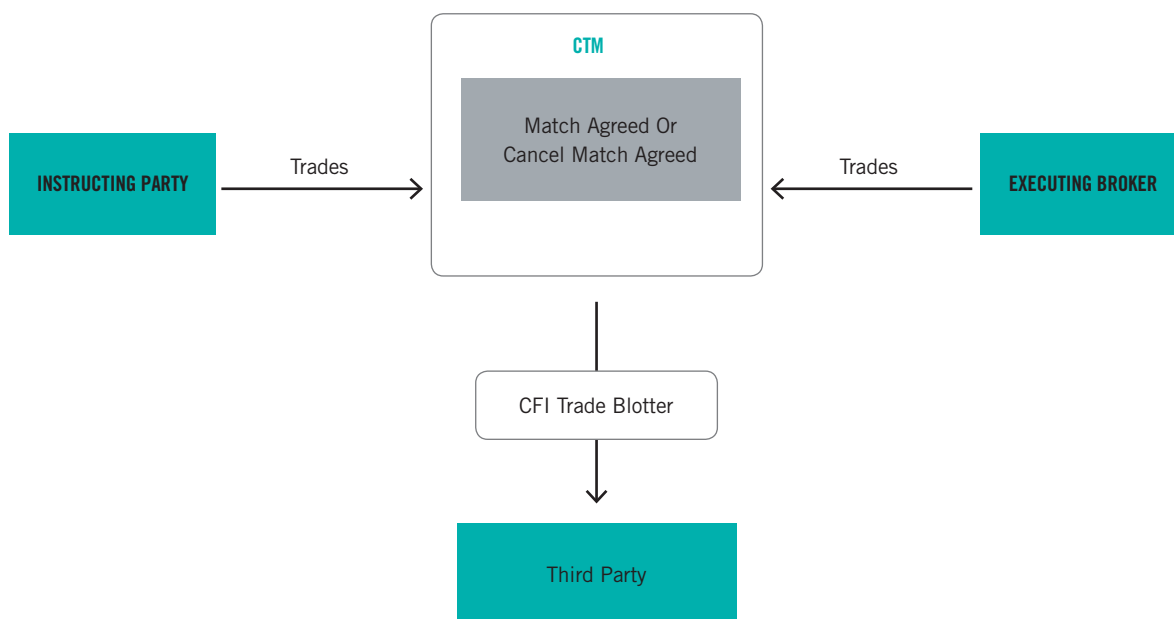 CTM
Match Agreed Or
Cancel Match Agreed
INSTRUCTING PARTY
Trades
Trades
EXECUTING BROKER
CFI Trade Blotter
Third Party